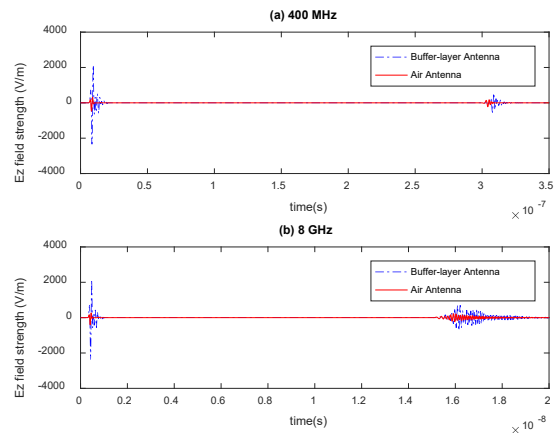 (a) 400 MHz
Ez field strength (V/m)
4000
2000
0
-2000
-4000
Buffer-layer Antenna
Air Antenna
0 0.5 1 1.5 2 2.5 3 3.5
time(s)
× 10 -7
(b) 8 GHz
Ez field strength (V/m)
4000
2000
0
-2000
-4000
Buffer-layer Antenna
Air Antenna
0 0.2 0.4 0.6 0.8 1 1.2 1.4 1.6 1.8 2
time(s)
× 10 -8